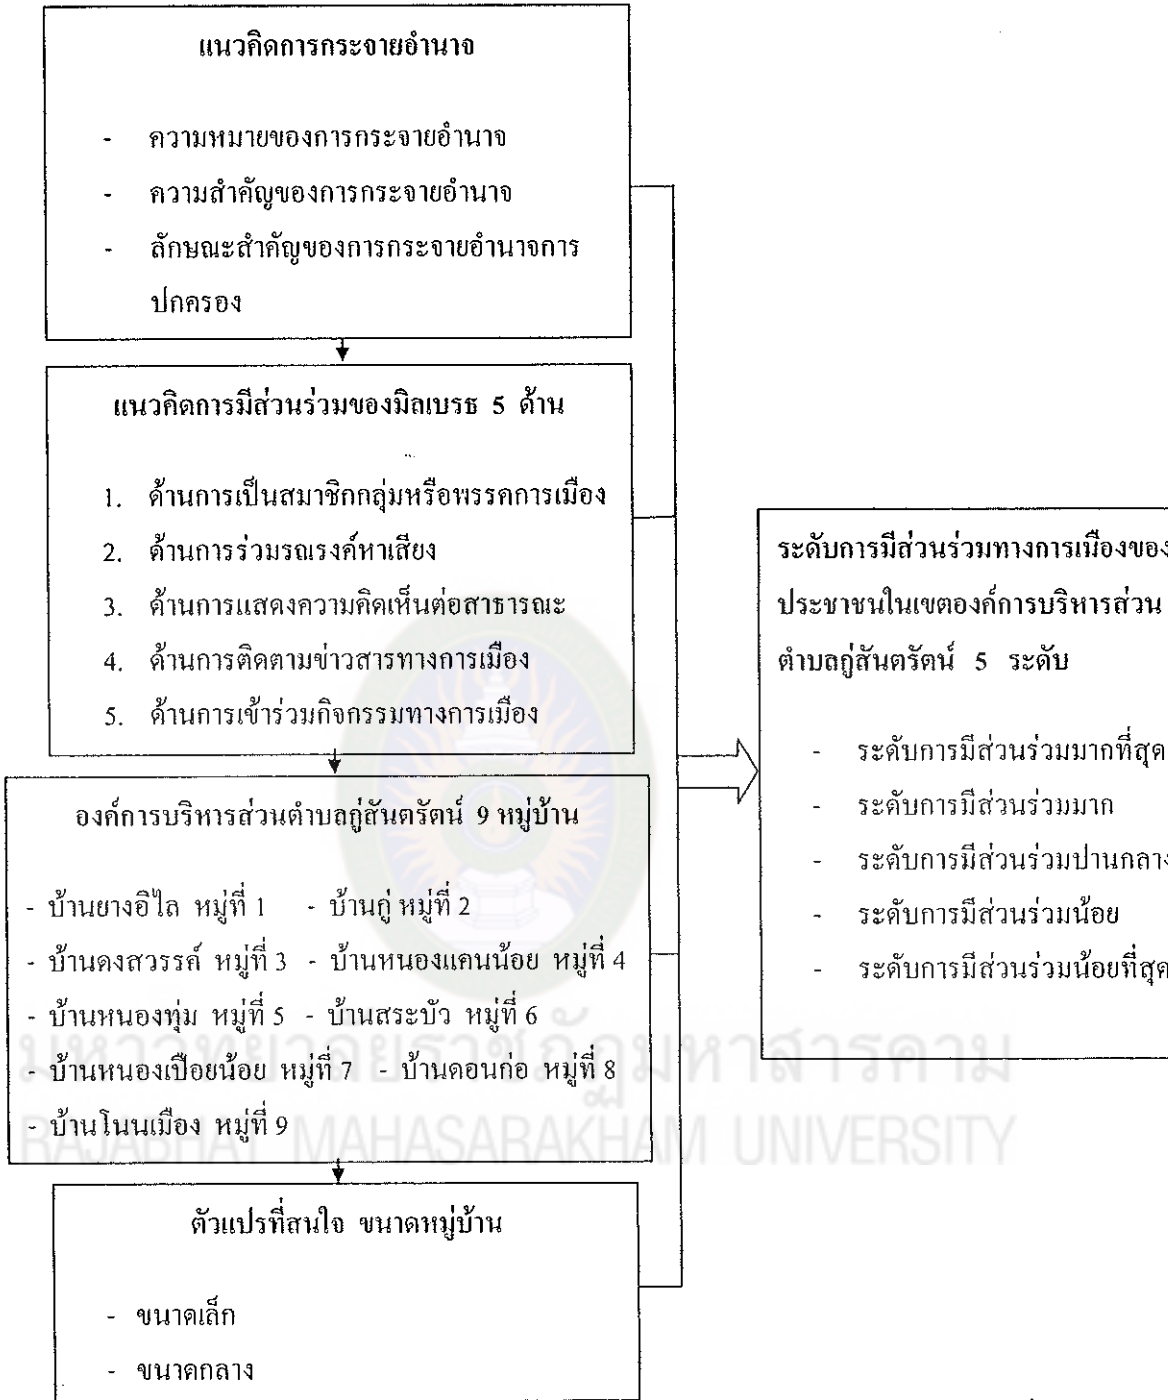 แนวคิดการกระจายอำนาจ
- ความหมายของการกระจายอำนาจ
- ความสำคัญของการกระจายอำนาจ
- ลักษณะสำคัญของการกระจายอำนาจการ
ปกครอง
แนวคิดการมีส่วนร่วมของมิลเบรธ 5 ด้าน
1. ด้านการเป็นสมาชิกกลุ่มหรือพรรคการเมือง
2. ด้านการร่วมรณรงค์หาเสียง
3. ด้านการแสดงความคิดเห็นต่อสาธารณะ
4. ด้านการติดตามข่าวสารทางการเมือง
5. ด้านการเข้าร่วมกิจกรรมทางการเมือง
องค์การบริหารส่วนตำบลกู่สันตรัตน์ 9 หมู่บ้าน
- บ้านยางอิไล หมู่ที่ 1 - บ้านกู่ หมู่ที่ 2
- บ้านดงสวรรค์ หมู่ที่ 3 - บ้านหนองแคนน้อย หมู่ที่ 4
- บ้านหนองทุ่ม หมู่ที่ 5 - บ้านสระบัว หมู่ที่ 6
- บ้านหนองเปือยน้อย หมู่ที่ 7 - บ้านดอนก่อ หมู่ที่ 8
- บ้านโนนเมือง หมู่ที่ 9
ตัวแปรที่สนใจ ขนาดหมู่บ้าน
- ขนาดเล็ก
- ขนาดกลาง
ระดับการมีส่วนร่วมทางการเมืองของ
ประชาชนในเขตองค์การบริหารส่วน
ตำบลกู่สันตรัตน์ 5 ระดับ
- ระดับการมีส่วนร่วมมากที่สุด
- ระดับการมีส่วนร่วมมาก
- ระดับการมีส่วนร่วมปานกลาง
- ระดับการมีส่วนร่วมน้อย
- ระดับการมีส่วนร่วมน้อยที่สุด
มหาวิทยาลัยราชภัฏมหาสารคาม
RAJABHAT MAHASARAKHAM UNIVERSITY